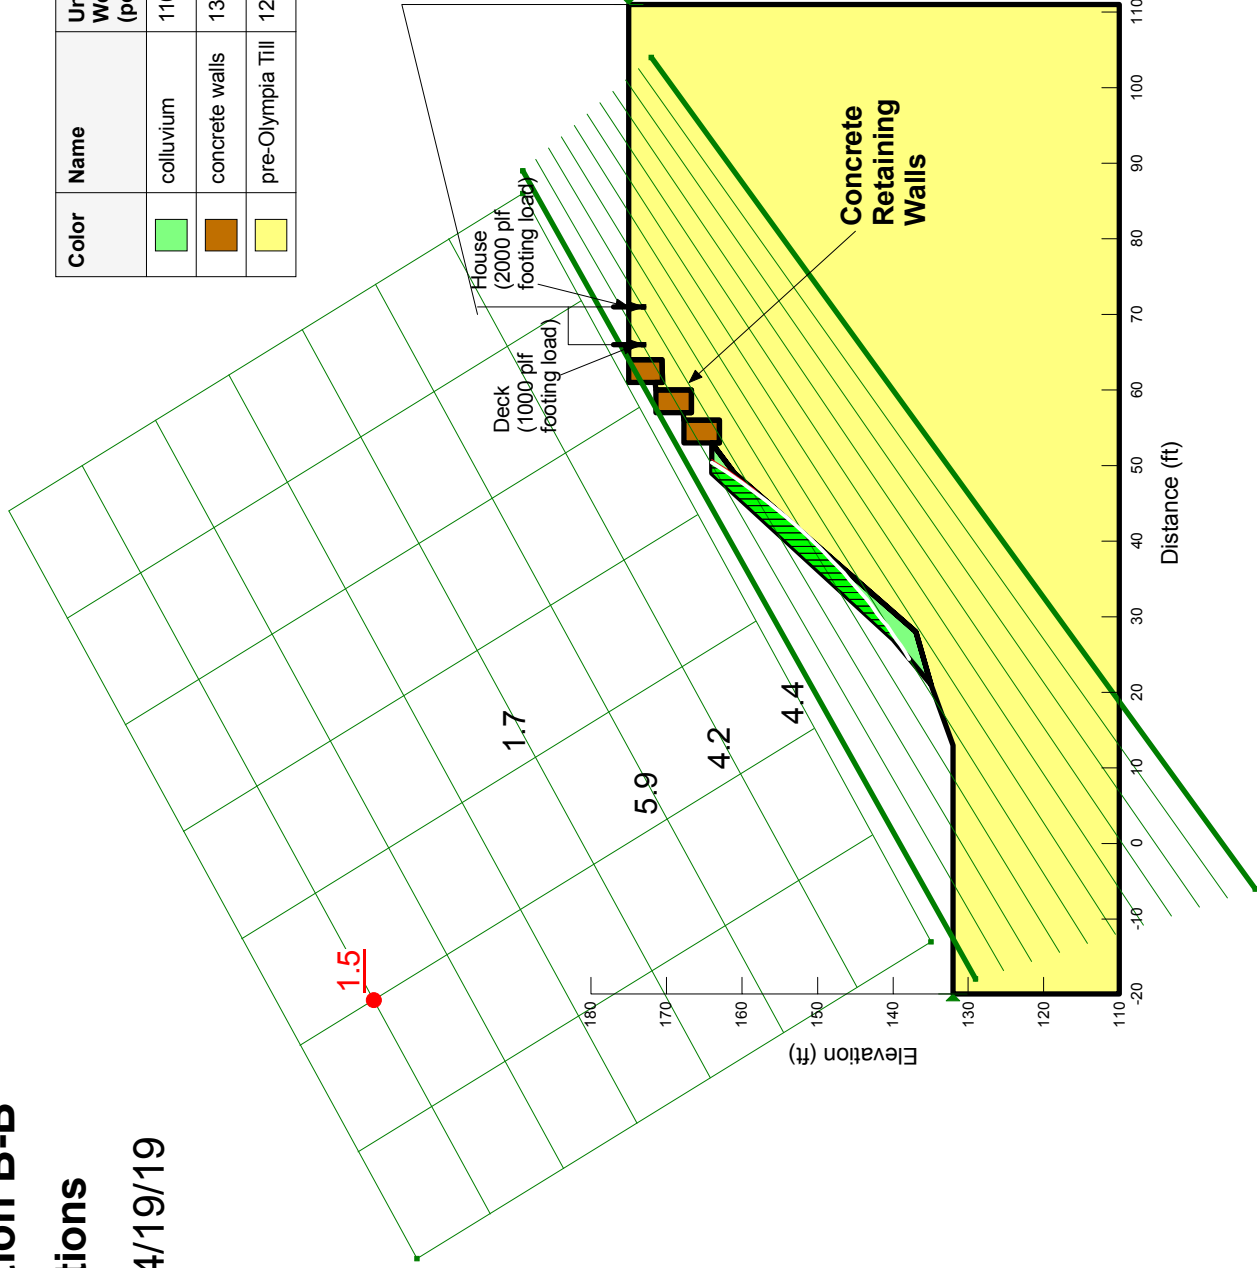 tion B-B
tions
4/19/19
Color
Name
colluvium
concrete walls
pre-Olympia Till
House
(2000 plf
footing load)
Deck
(1000 plf
footing load)
Concrete
Retaining
Walls
1.5
1.7
5.9
4.2
4.4
Elevation (ft)
180
170
160
150
140
130
120
110
-20
-10
0
10
20
30
40
50
60
70
80
90
100
110
Distance (ft)